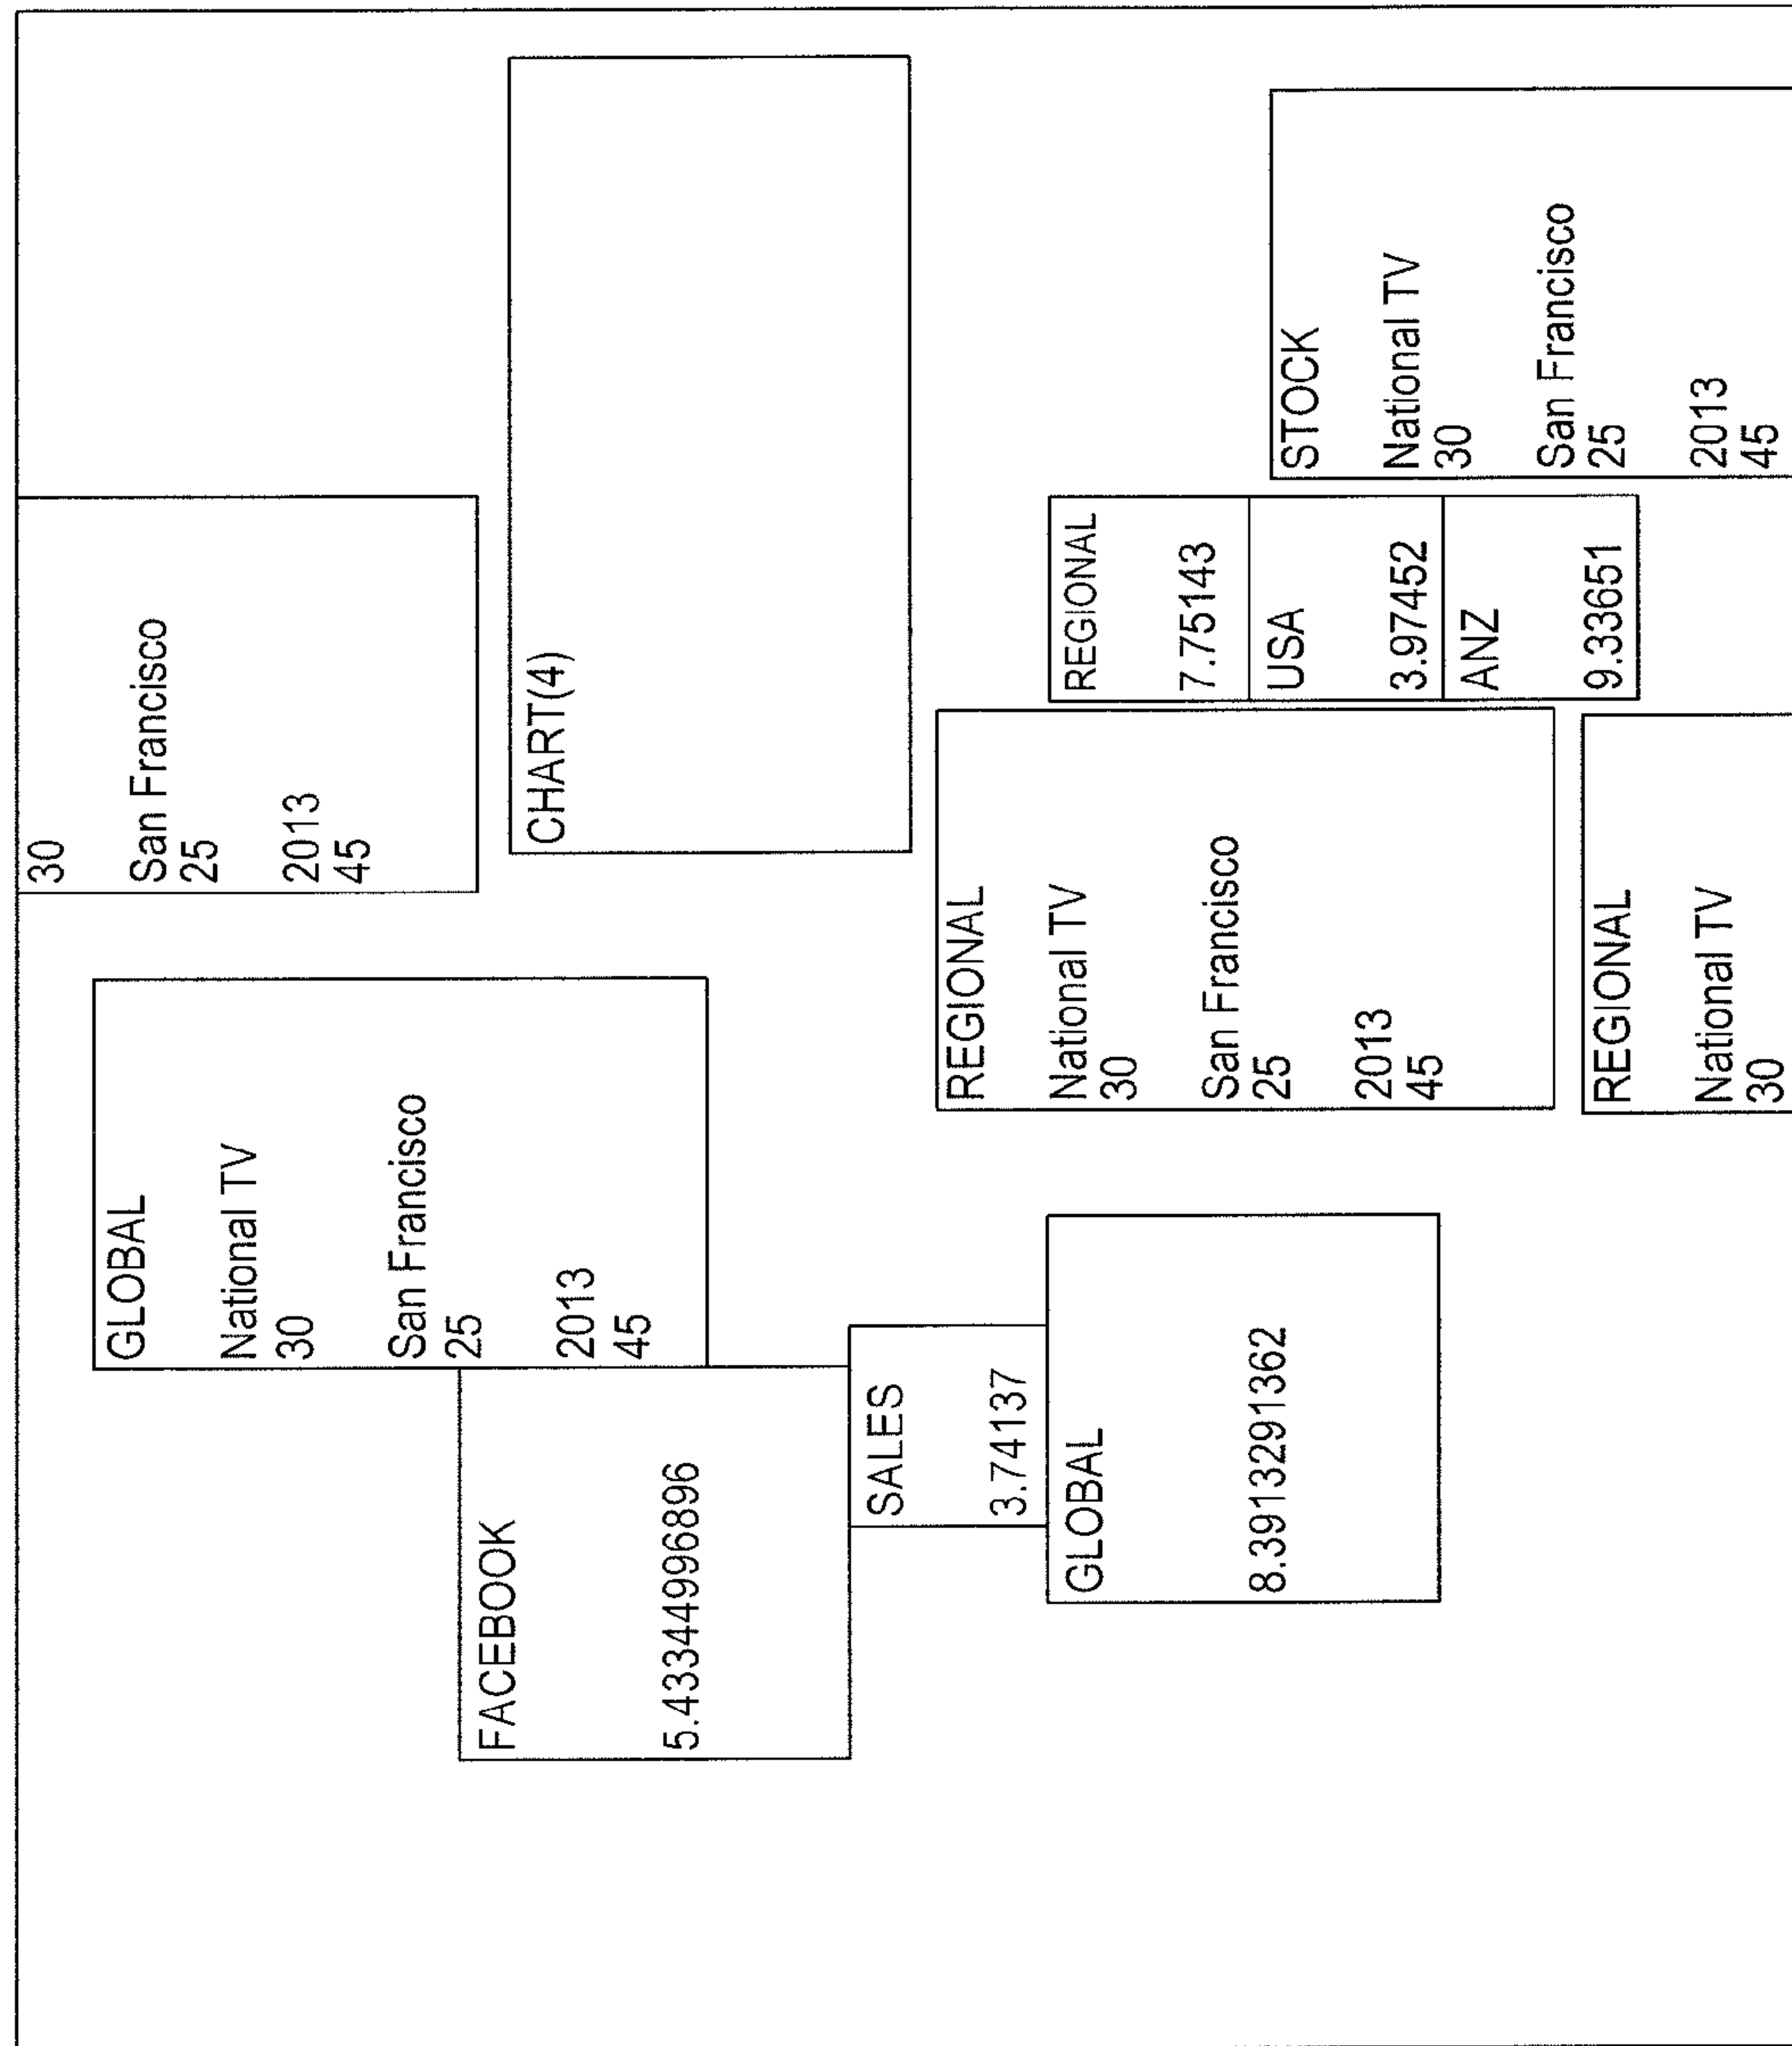 30
San Francisco
25
2013
45
CHART(4)
GLOBAL
National TV
30
San Francisco
25
2013
45
FACEBOOK
5.4334996896
SALES
3.74137
GLOBAL
8.3913291362
REGIONAL
National TV
30
San Francisco
25
2013
45
REGIONAL
7.75143
USA
3.97452
ANZ
9.33651
STOCK
National TV
30
San Francisco
25
2013
45
REGIONAL
National TV
30